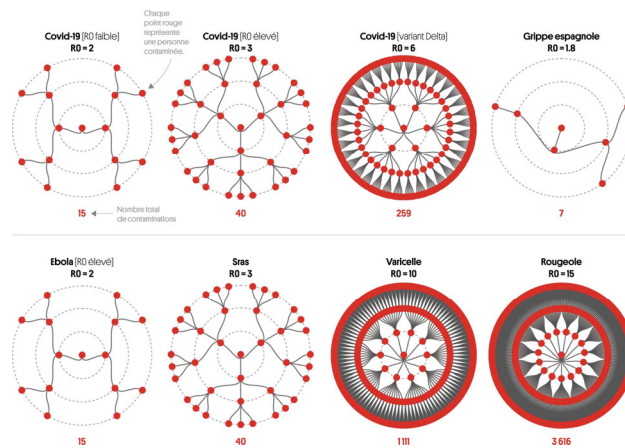 Chaque
point rouge
représente
une personne
contaminée.
Covid-19 (R0 faible)
R0 = 2
Covid-19 (R0 élevé)
R0 = 3
Covid-19 (variant Delta)
R0 = 6
Grippe espagnole
R0 = 1.8
15
Nombre total
de contaminations
40
259
7
Ebola (R0 élevé)
R0 = 2
Sras
R0 = 3
Varicelle
R0 = 10
Rougeole
R0 = 15
15
40
1 111
3 616